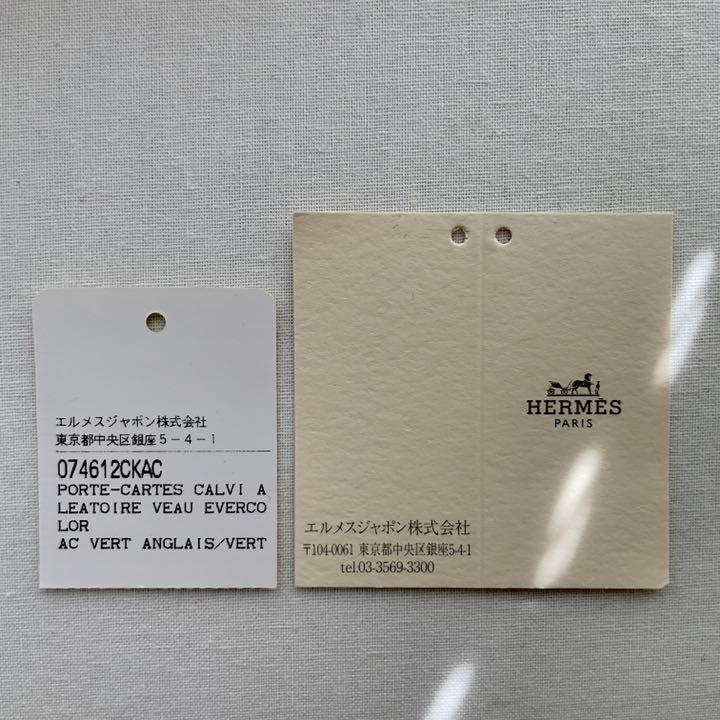 エルメスジャポン株式会社
東京都中央区銀座5-4-1
074612CKAC
PORTE-CARTES CALVI A
LEATOIRE VEAU EVERCO
LOR
AC VERT ANGLAIS/VERT
HERMÈS
PARIS
エルメスジャポン株式会社
〒104-0061 東京都中央区銀座5-4-1
tel.03-3569-3300